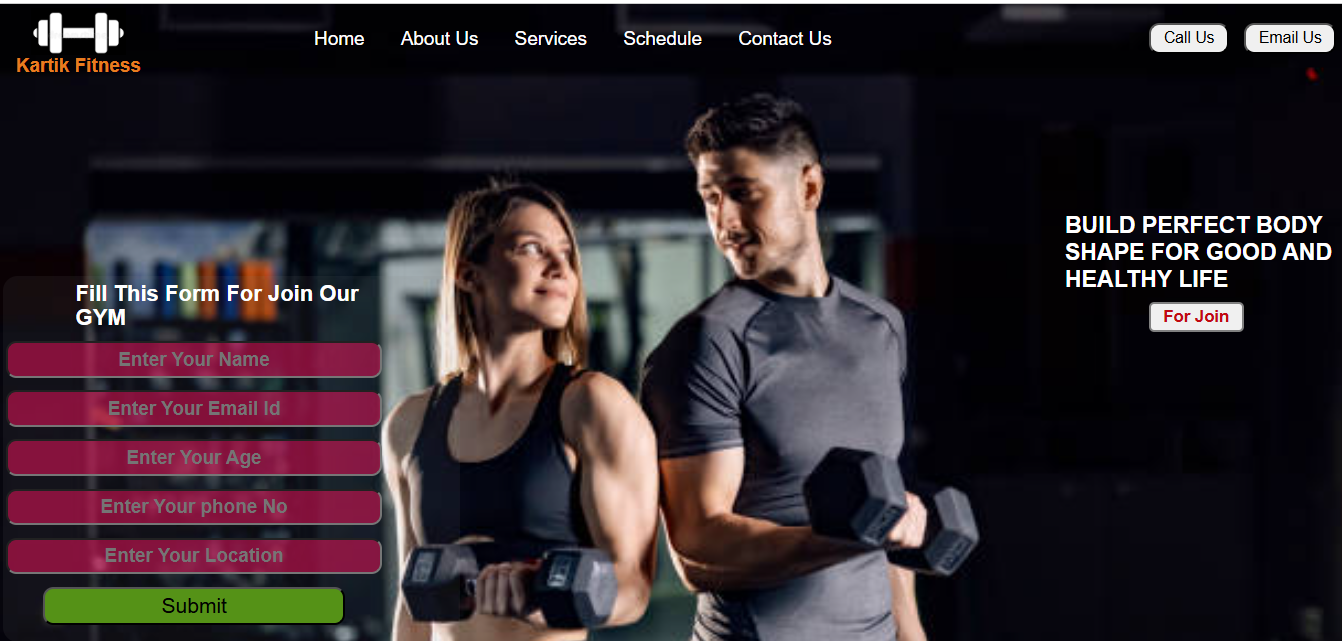 Kartik Fitness
Home
About Us
Services
Schedule
Contact Us
Call Us
Email Us
BUILD PERFECT BODY
SHAPE FOR GOOD AND
HEALTHY LIFE
For Join
Fill This Form For Join Our
GYM
Enter Your Name
Enter Your Email Id
Enter Your Age
Enter Your phone No
Enter Your Location
Submit